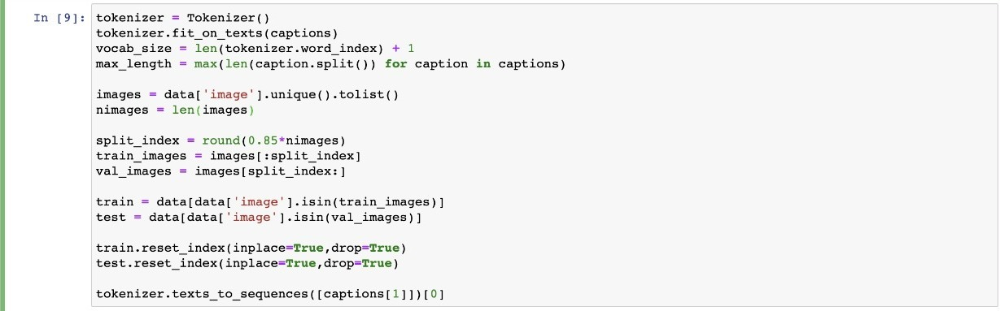 In [9]: tokenizer = Tokenizer()
tokenizer.fit_on_texts(captions)
vocab_size = len(tokenizer.word_index) + 1
max_length = max(len(caption.split()) for caption in captions)
images = data['image'].unique().tolist()
nimages = len(images)
split_index = round(0.85*nimages)
train_images = images[:split_index]
val_images = images[split_index:]
train = data[data['image'].isin(train_images)]
test = data[data['image'].isin(val_images)]
train.reset_index(inplace=True,drop=True)
test.reset_index(inplace=True,drop=True)
tokenizer.texts_to_sequences([captions[1]])[0]